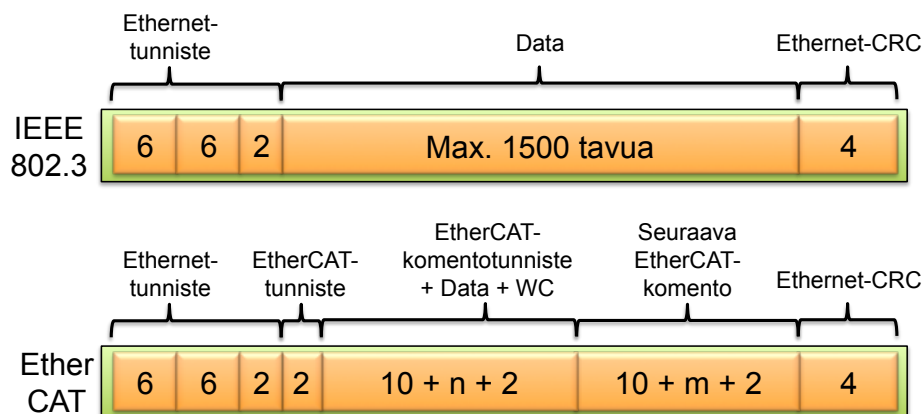 Ethernet-
tunniste
Data
Ethernet-CRC
IEEE
802.3
6 6 2 Max. 1500 tavua 4
Ethernet-
tunniste
EtherCAT-
tunniste
EtherCAT-
komentotunniste
+ Data + WC
Seuraava
EtherCAT-
komento
Ethernet-CRC
Ether
CAT
6 6 2 2 10 + n + 2 10 + m + 2 4